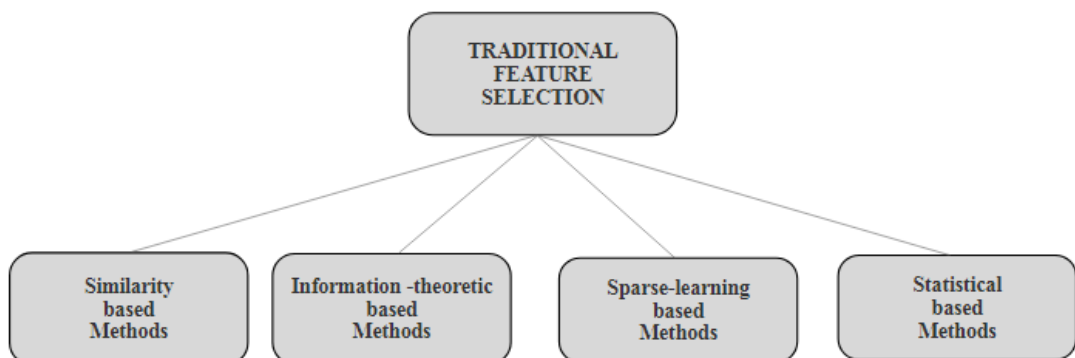 TRADITIONAL
FEATURE
SELECTION
Similarity
based
Methods
Information -theoretic
based
Methods
Sparse-learning
based
Methods
Statistical
based
Methods